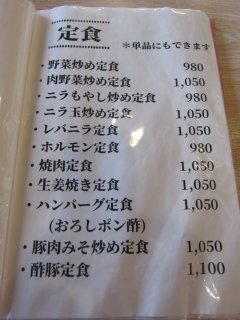 定食
＊単品にもできます
・野菜炒め定食 980
・肉野菜炒め定食 1,050
・ニラもやし炒め定食 980
・ニラ玉炒め定食 1,050
・レバニラ定食 1,050
・ホルモン定食 980
・焼肉定食 1,050
・生姜焼き定食 1,050
・ハンバーグ定食 1,050
(おろしポン酢)
・豚肉みそ炒め定食 1,050
・酢豚定食 1,100